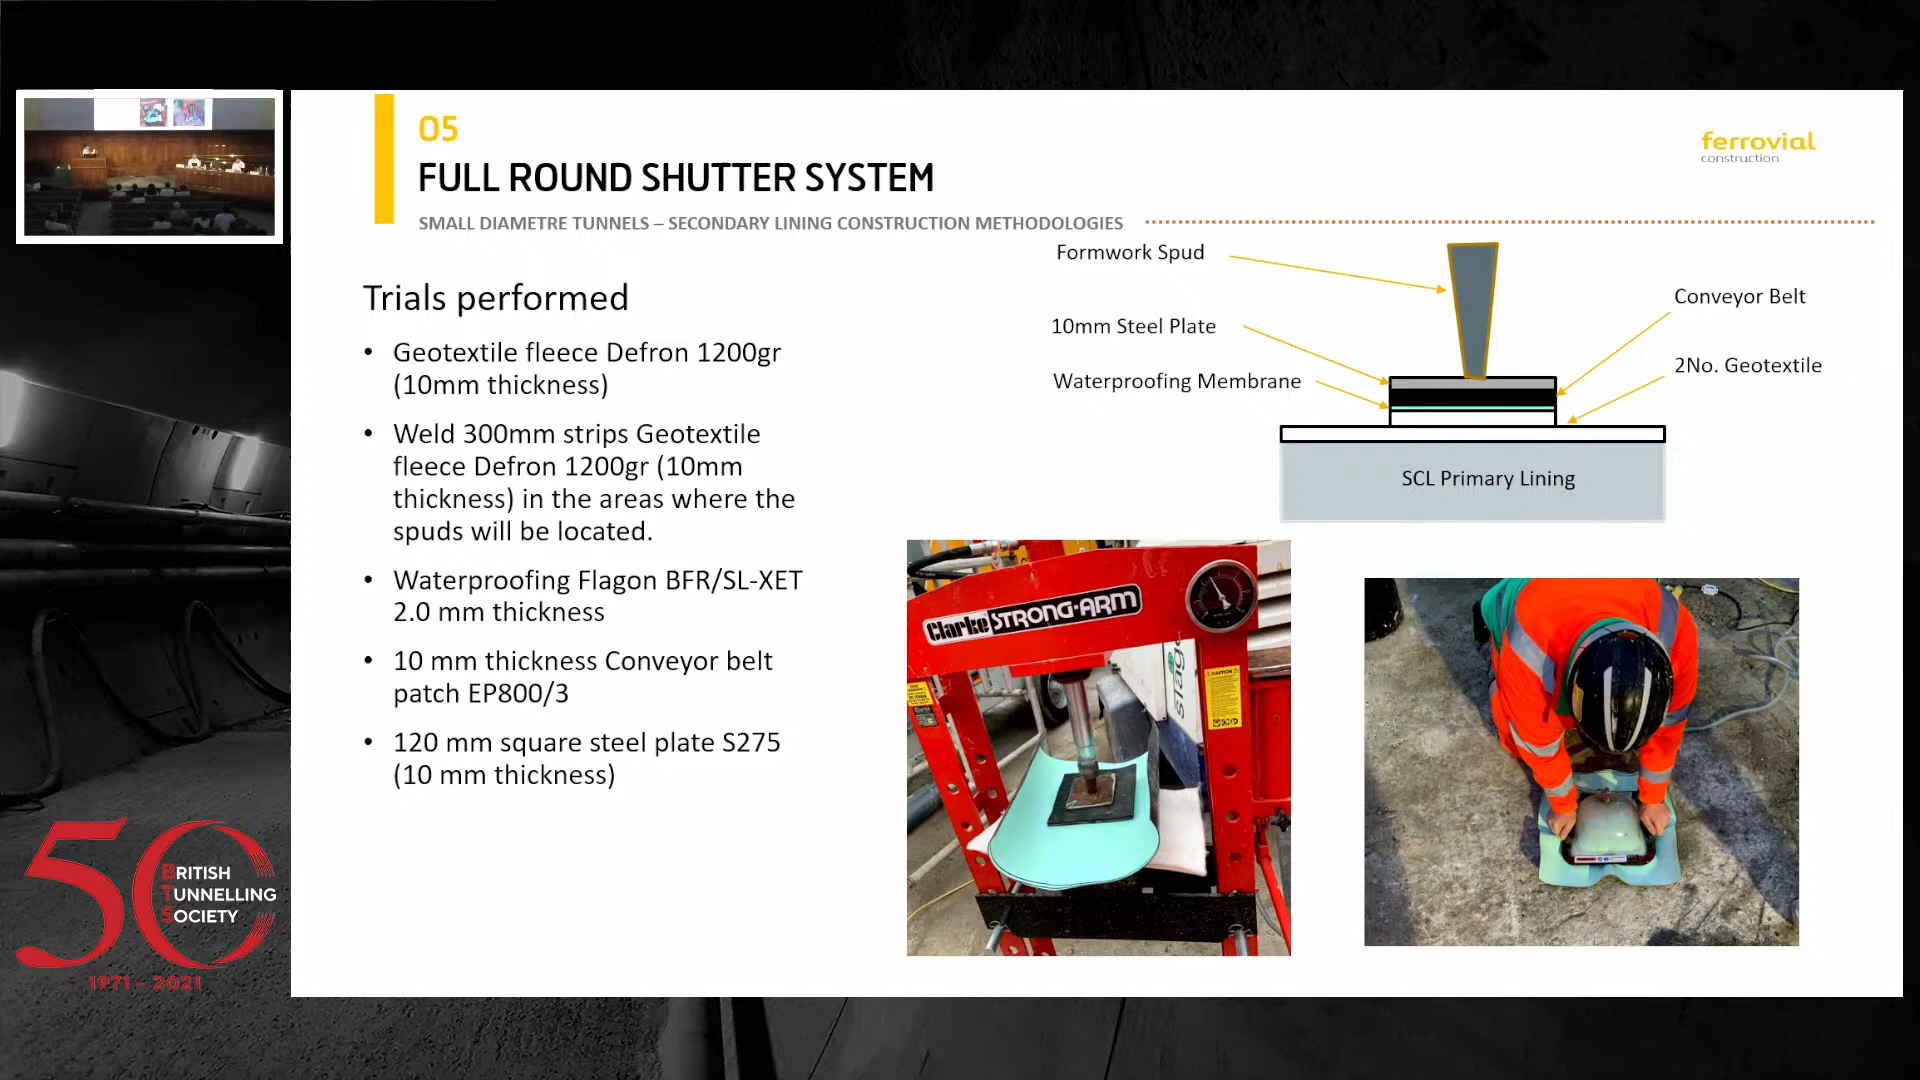 05
FULL ROUND SHUTTER SYSTEM
SMALL DIAMETRE TUNNELS – SECONDARY LINING CONSTRUCTION METHODOLOGIES
ferrovial
construction
Trials performed
• Geotextile fleece Defron 1200gr
(10mm thickness)
• Weld 300mm strips Geotextile
fleece Defron 1200gr (10mm
thickness) in the areas where the
spuds will be located.
• Waterproofing Flagon BFR/SL-XET
2.0 mm thickness
• 10 mm thickness Conveyor belt
patch EP800/3
• 120 mm square steel plate S275
(10 mm thickness)
Formwork Spud
10mm Steel Plate
Waterproofing Membrane
Conveyor Belt
2No. Geotextile
SCL Primary Lining
Clarke STRONG-ARM
CAUTION
50
BRITISH
TUNNELLING
SOCIETY
1971 – 2021